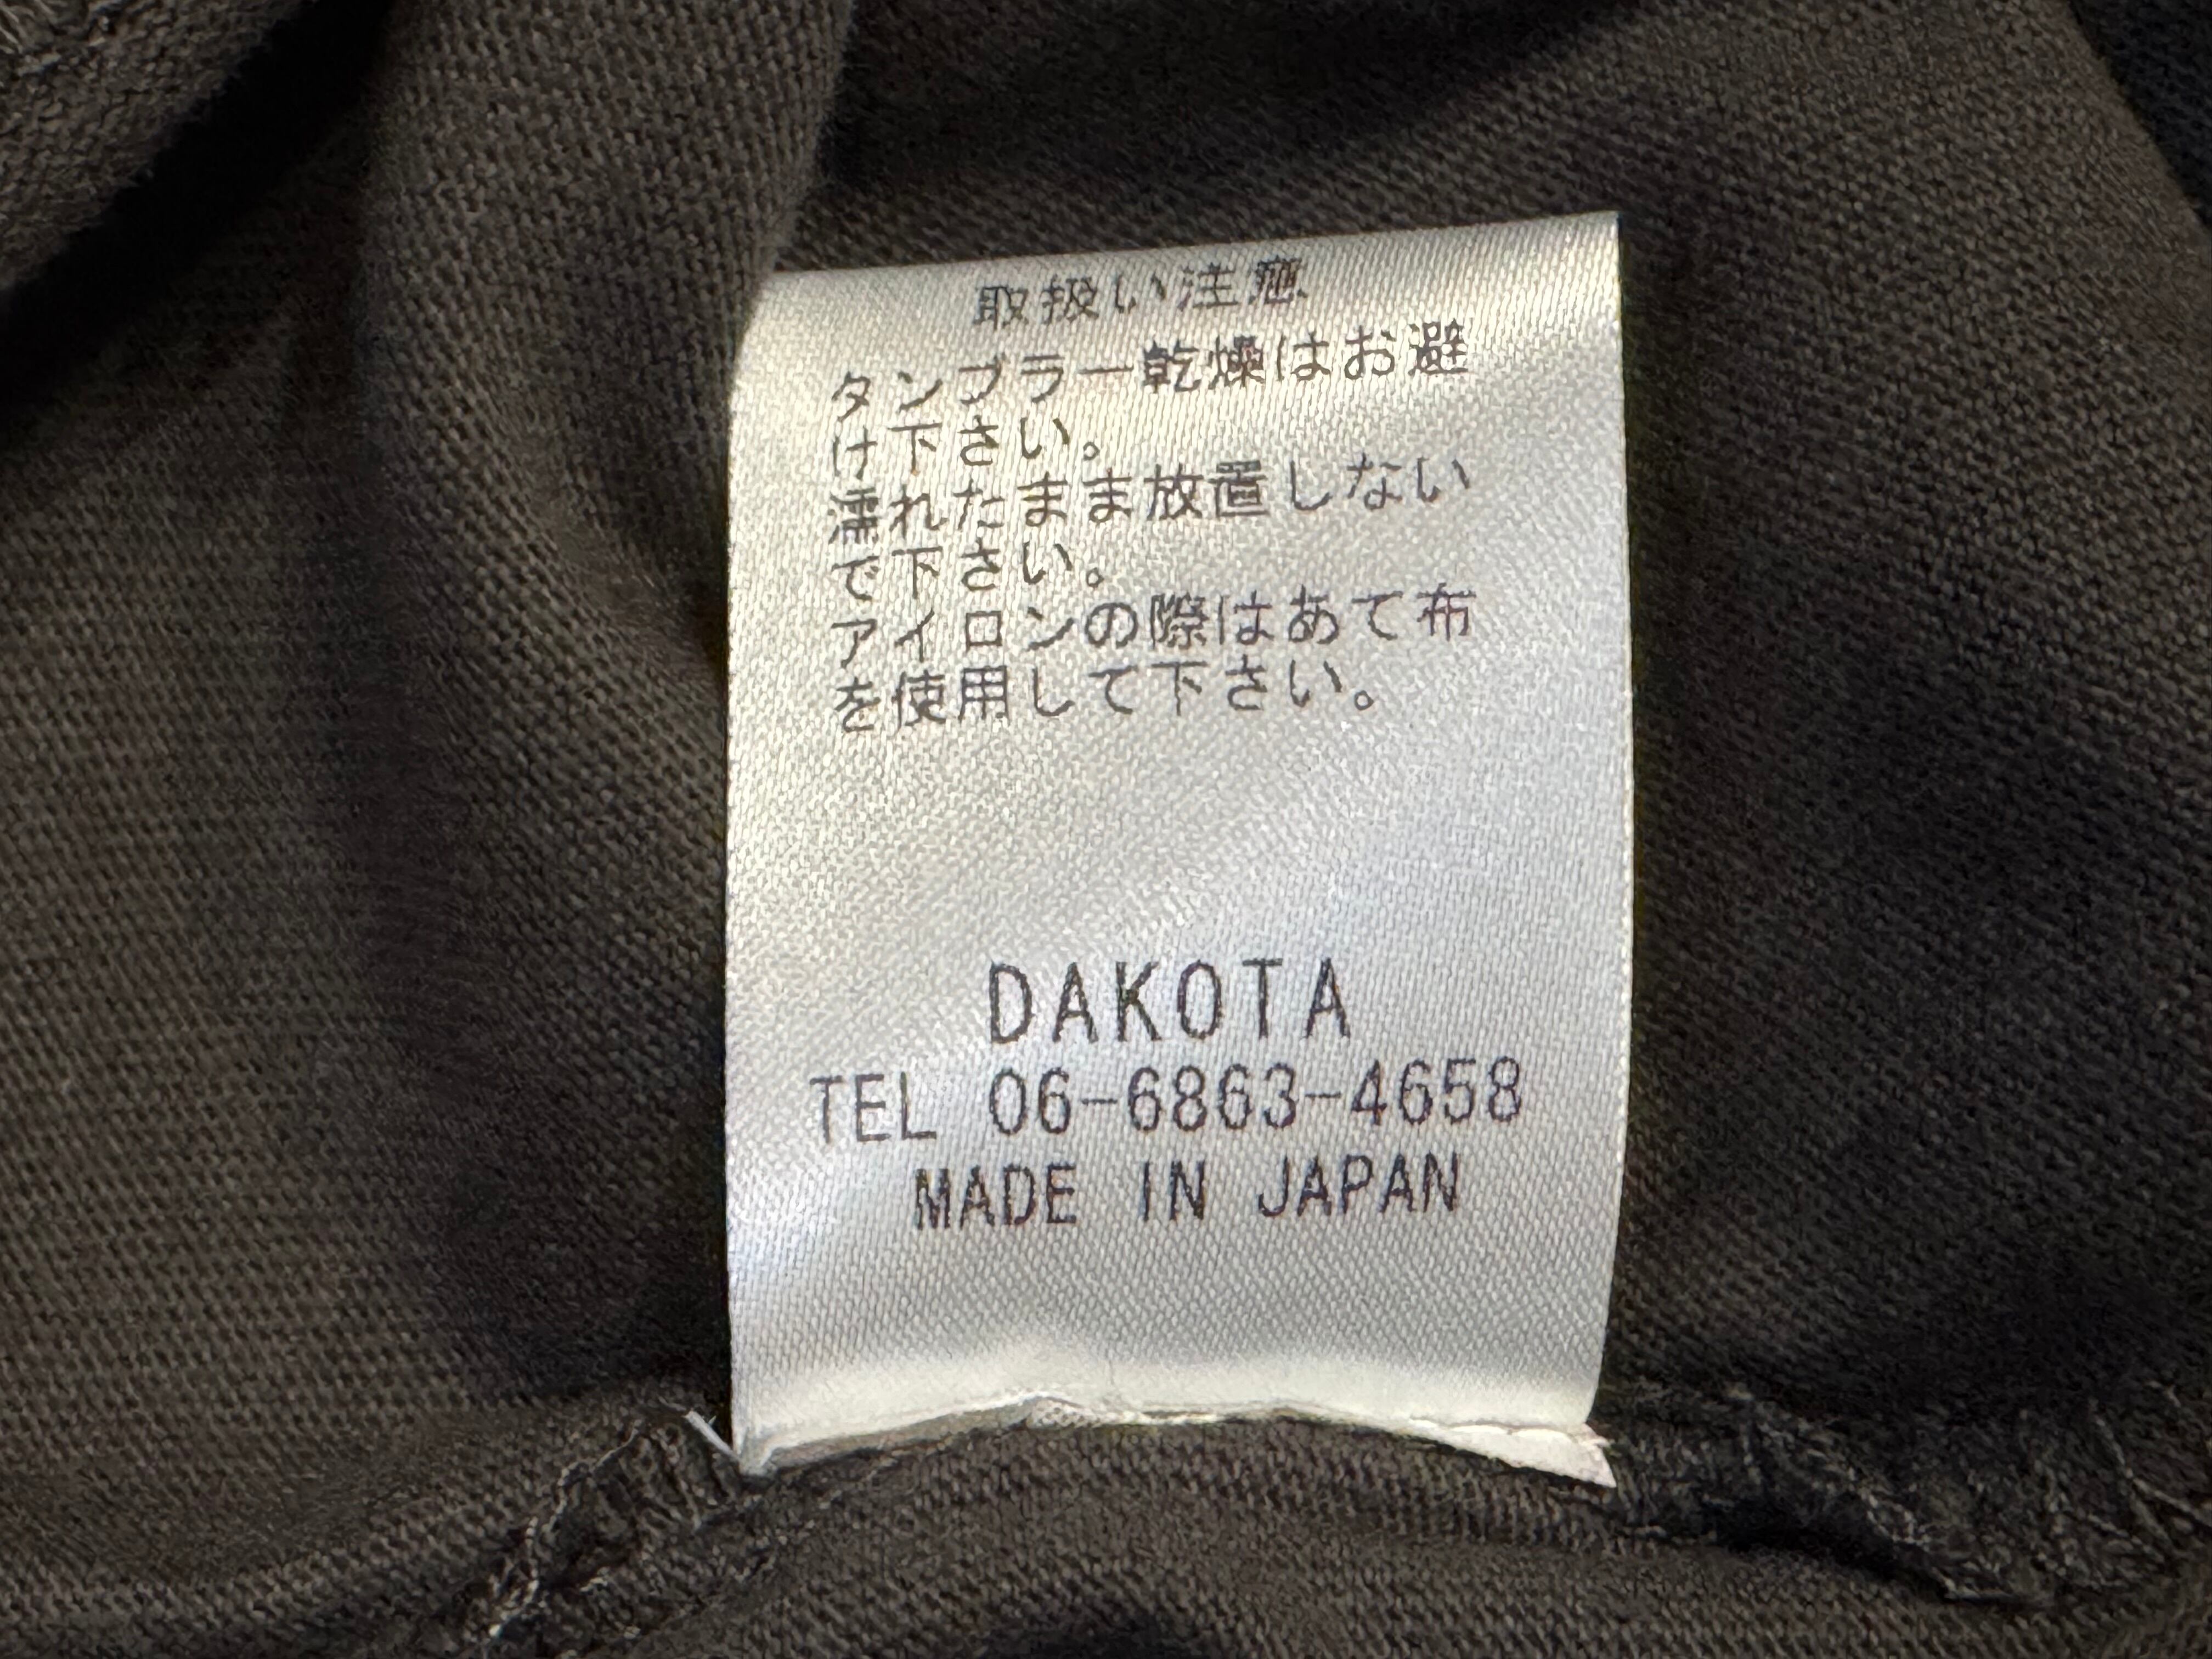 取扱い注意
タンブラー乾燥はお避
け下さい。
濡れたまま放置しない
で下さい。
アイロンの際はあて布
を使用して下さい。
DAKOTA
TEL 06-6863-4658
MADE IN JAPAN